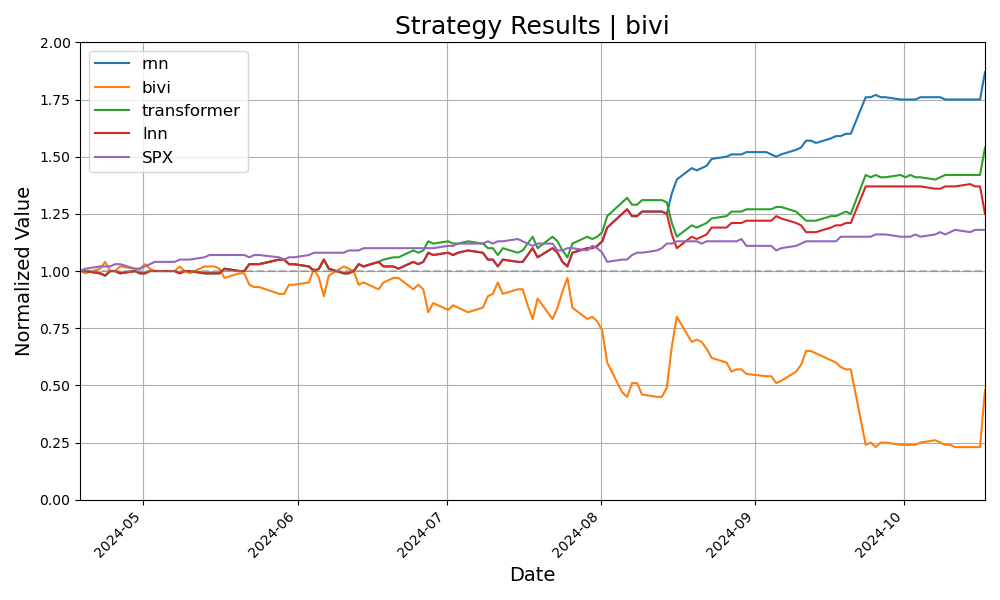 Strategy Results | bivi
rnn
bivi
transformer
lnn
SPX
Normalized Value
2.00
1.75
1.50
1.25
1.00
0.75
0.50
0.25
0.00
2024-05
2024-06
2024-07
2024-08
2024-09
2024-10
Date